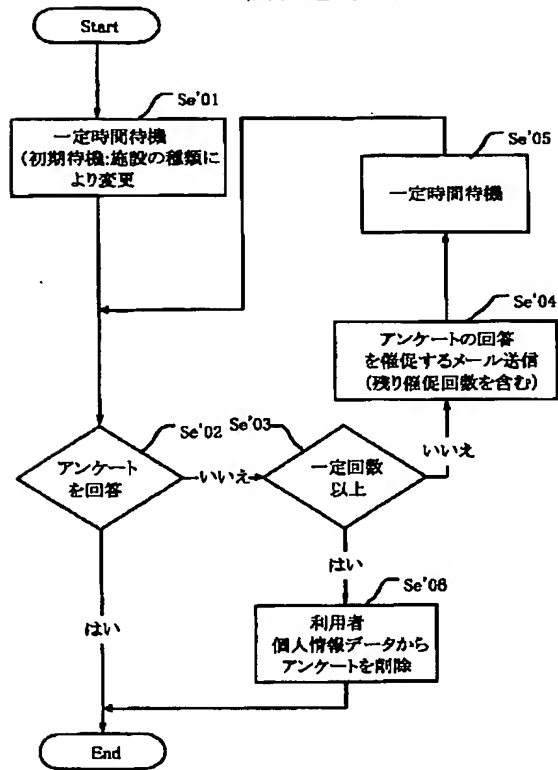 Start
Se'01
一定時間待機
(初期待機:施設の種類に
より変更
Se'05
一定時間待機
Se'04
アンケートの回答
を催促するメール送信
(残り催促回数を含む)
Se'02
アンケート
を回答
いいえ
Se'03
一定回数
以上
いいえ
はい
はい
Se'06
利用者
個人情報データから
アンケートを削除
End